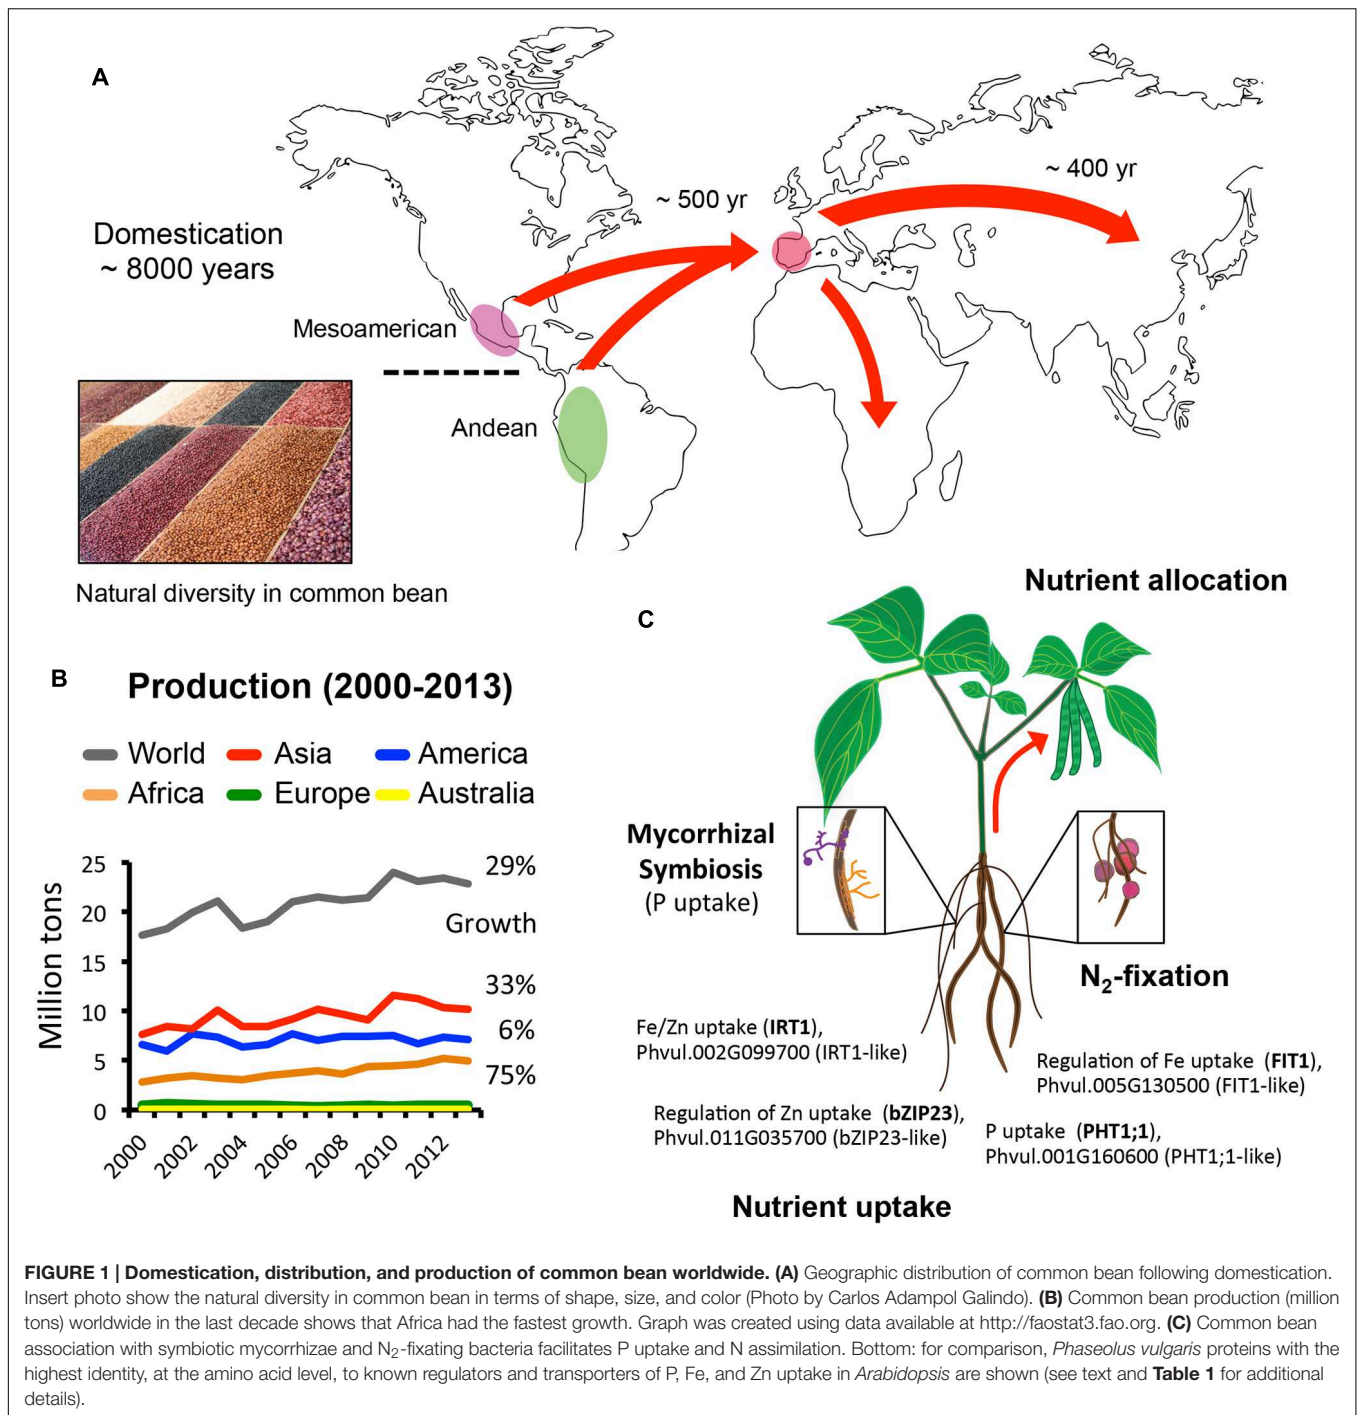 A
~ 500 yr
~ 400 yr
Domestication
~ 8000 years
Mesoamerican
Andean
Natural diversity in common bean
B
Production (2000-2013)
World
Asia
America
Africa
Europe
Australia
Million tons
25
20
15
10
5
0
29%
Growth
33%
6%
75%
2000
2002
2004
2006
2008
2010
2012
C
Nutrient allocation
Mycorrhizal
Symbiosis
(P uptake)
N₂-fixation
Fe/Zn uptake (IRT1),
Phvul.002G099700 (IRT1-like)
Regulation of Fe uptake (FIT1),
Phvul.005G130500 (FIT1-like)
Regulation of Zn uptake (bZIP23),
Phvul.011G035700 (bZIP23-like)
P uptake (PHT1;1),
Phvul.001G160600 (PHT1;1-like)
Nutrient uptake
FIGURE 1 | Domestication, distribution, and production of common bean worldwide. (A) Geographic distribution of common bean following domestication.
Insert photo show the natural diversity in common bean in terms of shape, size, and color (Photo by Carlos Adampol Galindo). (B) Common bean production (million
tons) worldwide in the last decade shows that Africa had the fastest growth. Graph was created using data available at http://faostat3.fao.org. (C) Common bean
association with symbiotic mycorrhizae and N₂-fixating bacteria facilitates P uptake and N assimilation. Bottom: for comparison, Phaseolus vulgaris proteins with the
highest identity, at the amino acid level, to known regulators and transporters of P, Fe, and Zn uptake in Arabidopsis are shown (see text and Table 1 for additional
details).